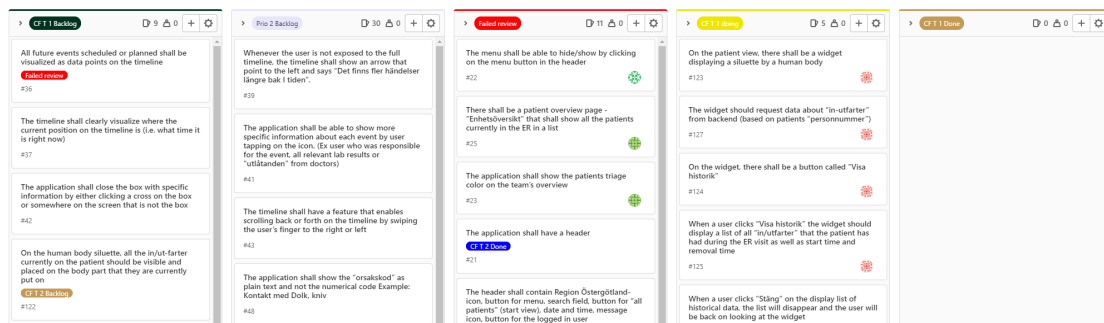 CF T 1 Backlog
9
0
All future events scheduled or planned shall be
visualized as data points on the timeline
Failed review
#36
The timeline shall clearly visualize where the
current position on the timeline is (i.e. what time it
is right now)
#37
The application shall close the box with specific
information by either clicking a cross on the box
or somewhere on the screen that is not the box
#42
On the human body siluette, all the in/ut-farter
currently on the patient should be visible and
placed on the body part that they are currently
put on
CF T 2 Backlog
#122
Prio 2 Backlog
30
0
Whenever the user is not exposed to the full
timeline, the timeline shall show an arrow that
point to the left and says "Det finns fler händelser
längre bak I tiden".
#39
The application shall be able to show more
specific information about each event by user
tapping on the icon. (Ex user who was responsible
for the event, all relevant lab results or
"utlåtanden" from doctors)
#41
The timeline shall have a feature that enables
scrolling back or forth on the timeline by swiping
the user's finger to the right or left
#43
The application shall show the "orsakskod" as
plain text and not the numerical code Example:
Kontakt med Dolk, kniv
#48
Failed review
11
0
The menu shall be able to hide/show by clicking
on the menu button in the header
#22
There shall be a patient overview page -
"Enhetsöversikt" that shall show all the patients
currently in the ER in a list
#25
The application shall show the patients triage
color on the team's overview
#23
The application shall have a header
CF T 2 Done
#21
The header shall contain Region Östergötland-
icon, button for menu, search field, button for "all
patients" (start view), date and time, message
icon, button for the logged in user
CF T 1 doing
5
0
On the patient view, there shall be a widget
displaying a siluette by a human body
#123
The widget should request data about "in-utfarter"
from backend (based on patients "personnummer")
#127
On the widget, there shall be a button called "Visa
historik"
#124
When a user clicks "Visa historik" the widget should
display a list of all "in/utfarter" that the patient has
had during the ER visit as well as start time and
removal time
#125
When a user clicks "Stäng" on the display list of
historical data, the list will disappear and the user will
be back on looking at the widget
CF T 1 Done
0
0